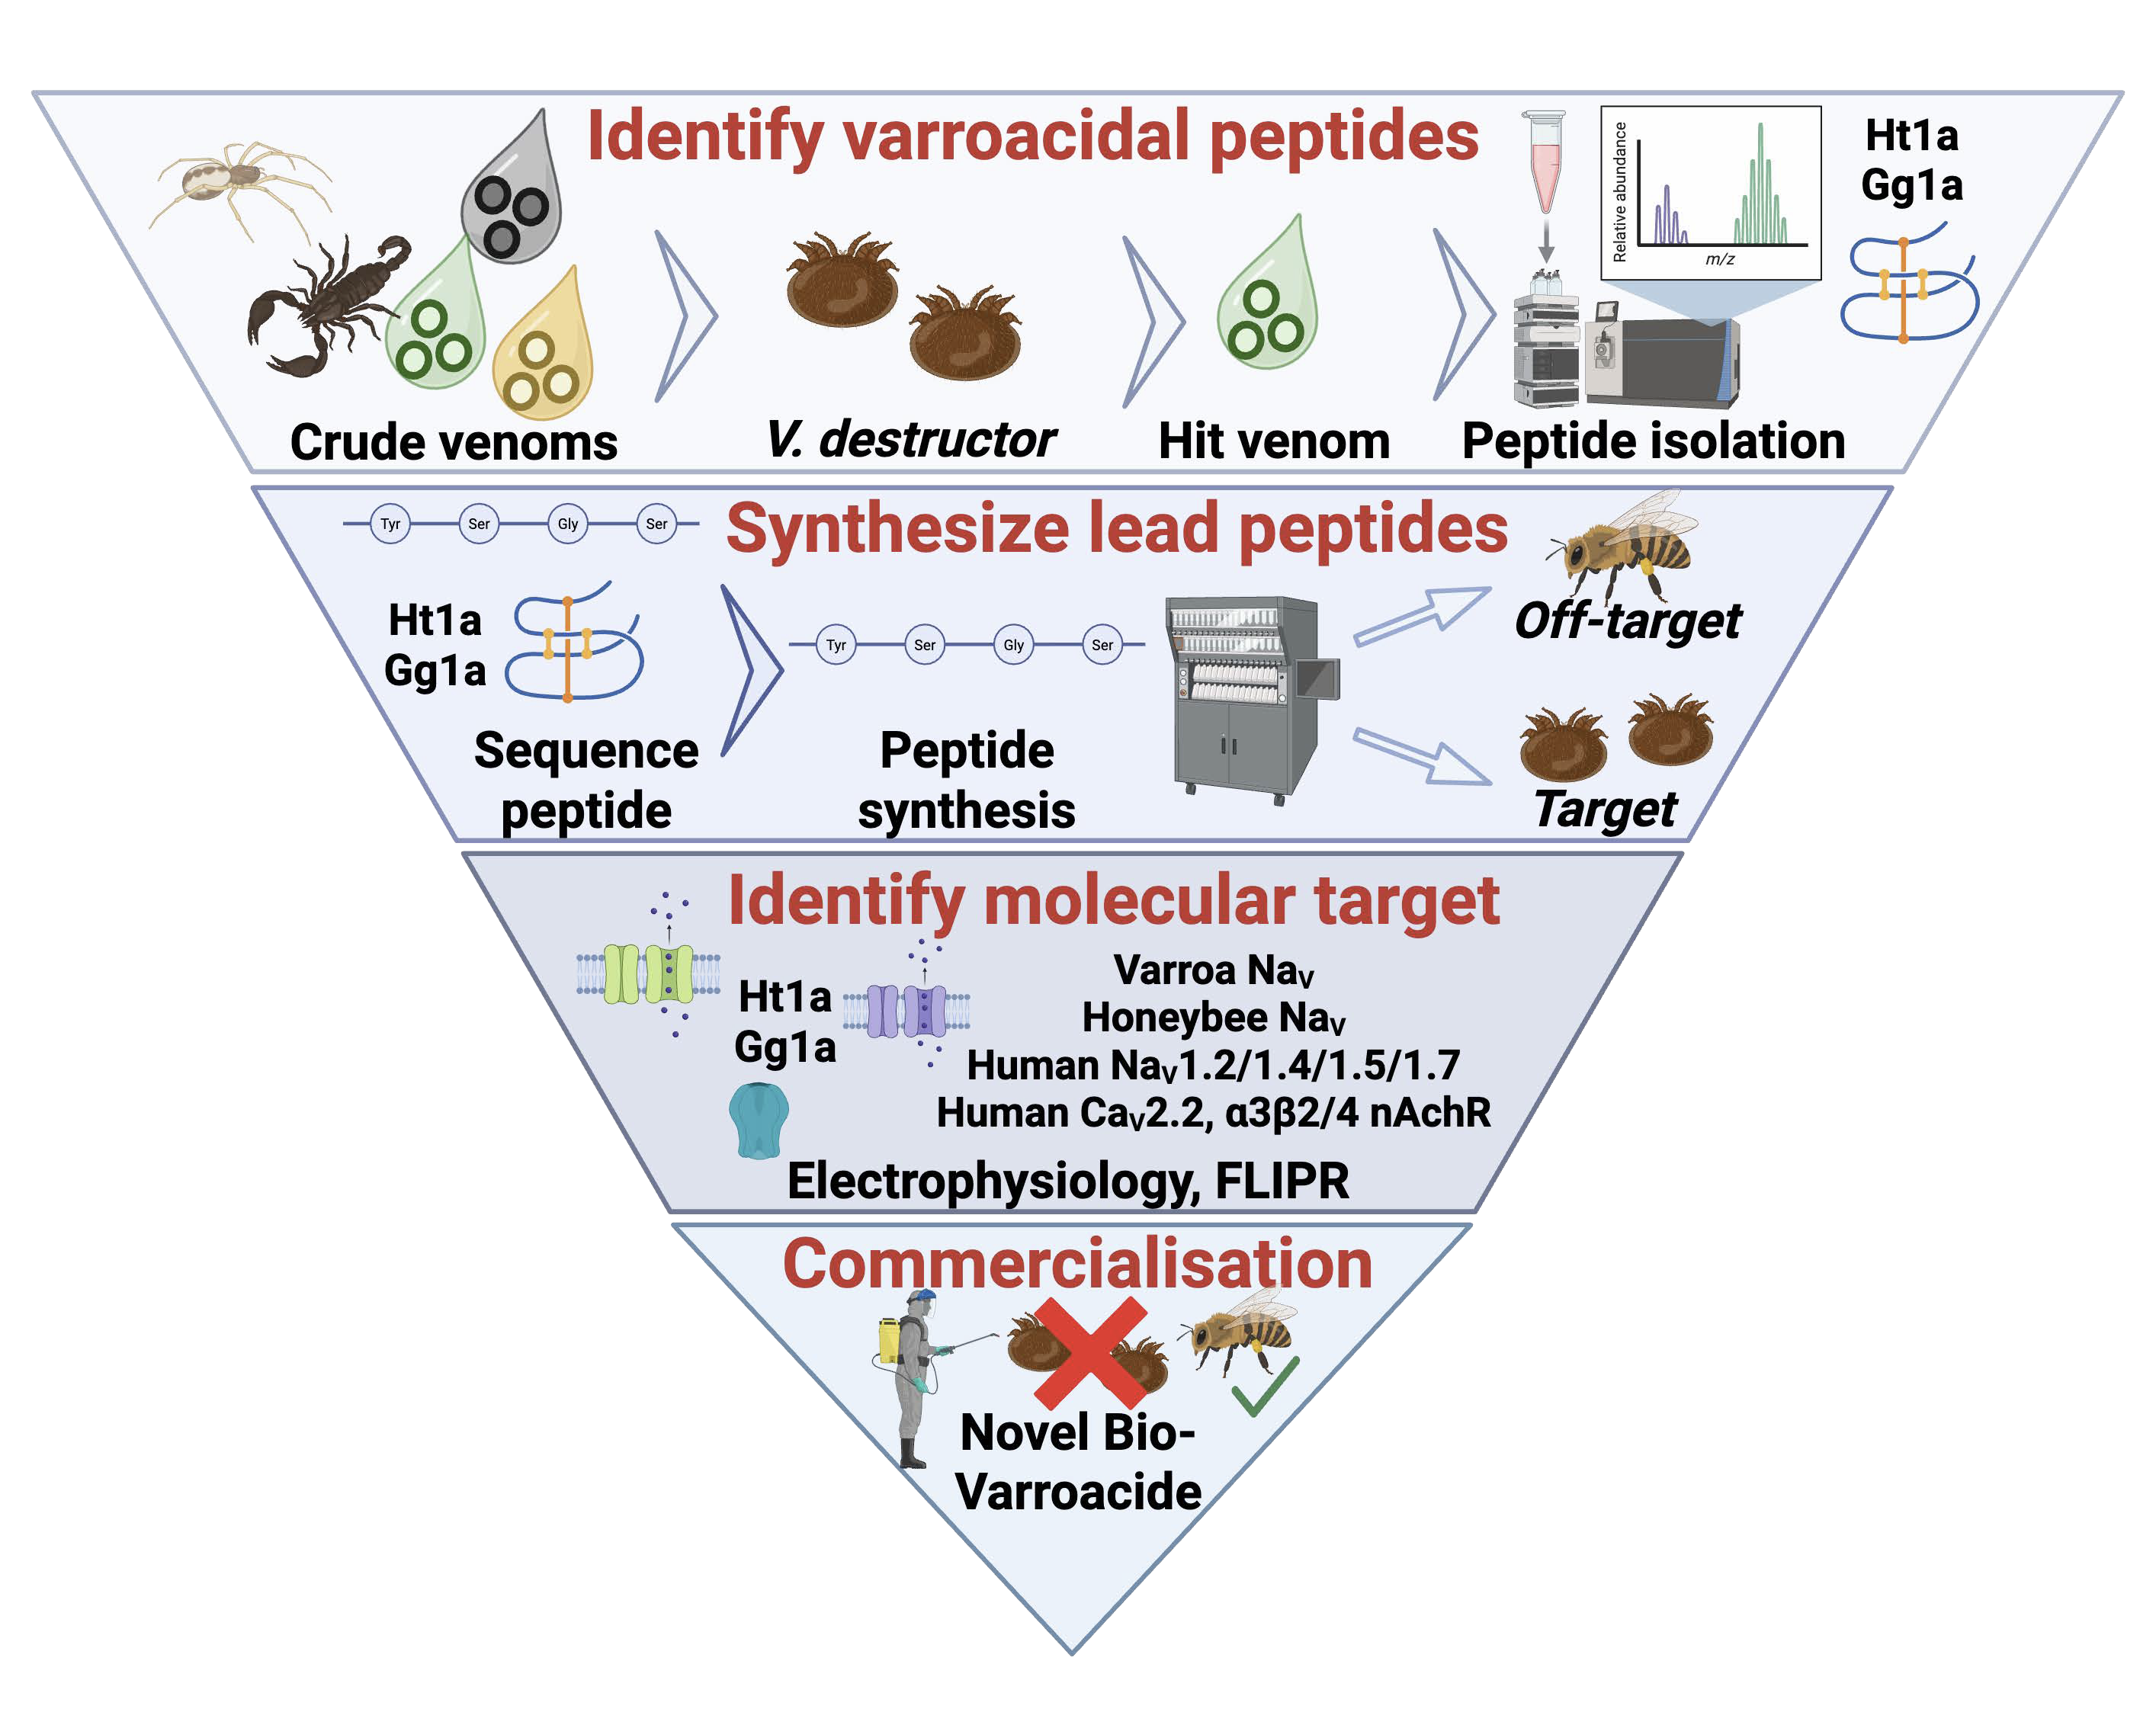 Identify varroacidal peptides
Relative abundance
m/z
Ht1a
Gg1a
Crude venoms
V. destructor
Hit venom
Peptide isolation
Synthesize lead peptides
Tyr
Ser
Gly
Ser
Ht1a
Gg1a
Sequence
peptide
Tyr
Ser
Gly
Ser
Peptide
synthesis
Off-target
Target
Identify molecular target
Ht1a
Gg1a
Varroa Naᵥ
Honeybee Naᵥ
Human Naᵥ1.2/1.4/1.5/1.7
Human Caᵥ2.2, α3β2/4 nAchR
Electrophysiology, FLIPR
Commercialisation
Novel Bio-
Varroacide